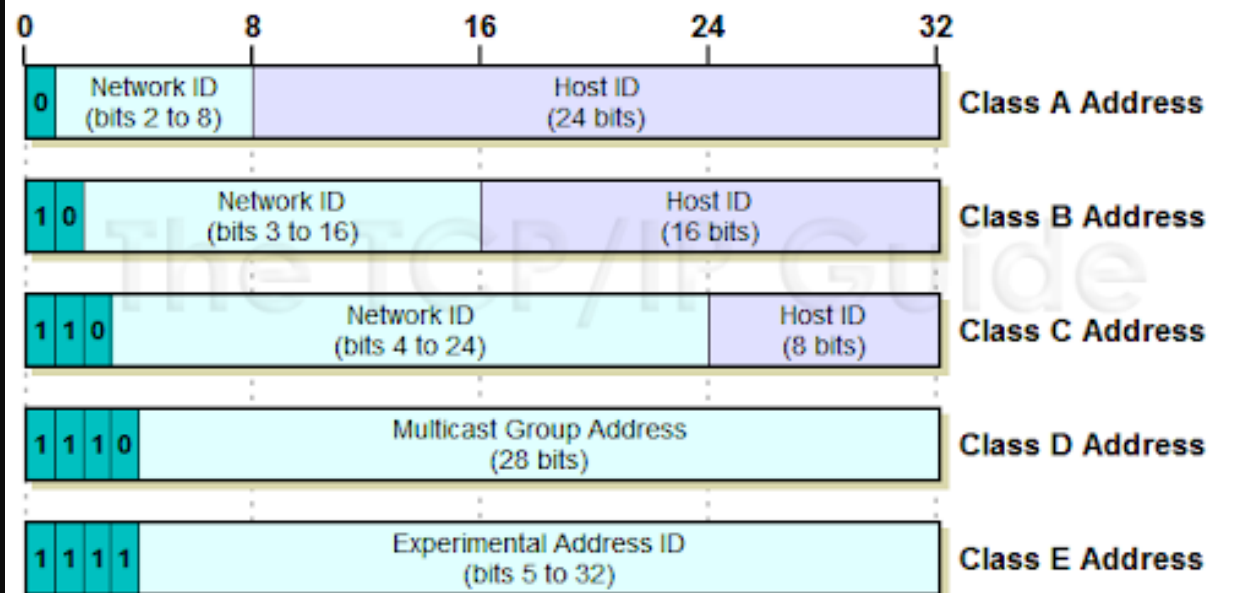 0 8 16 24 32
0 Network ID Host ID Class A Address
(bits 2 to 8) (24 bits)
1 0 Network ID Host ID Class B Address
(bits 3 to 16) (16 bits)
The TCP/IP Guide
1 1 0 Network ID Host ID Class C Address
(bits 4 to 24) (8 bits)
1 1 1 0 Multicast Group Address Class D Address
(28 bits)
1 1 1 1 Experimental Address ID Class E Address
(bits 5 to 32)